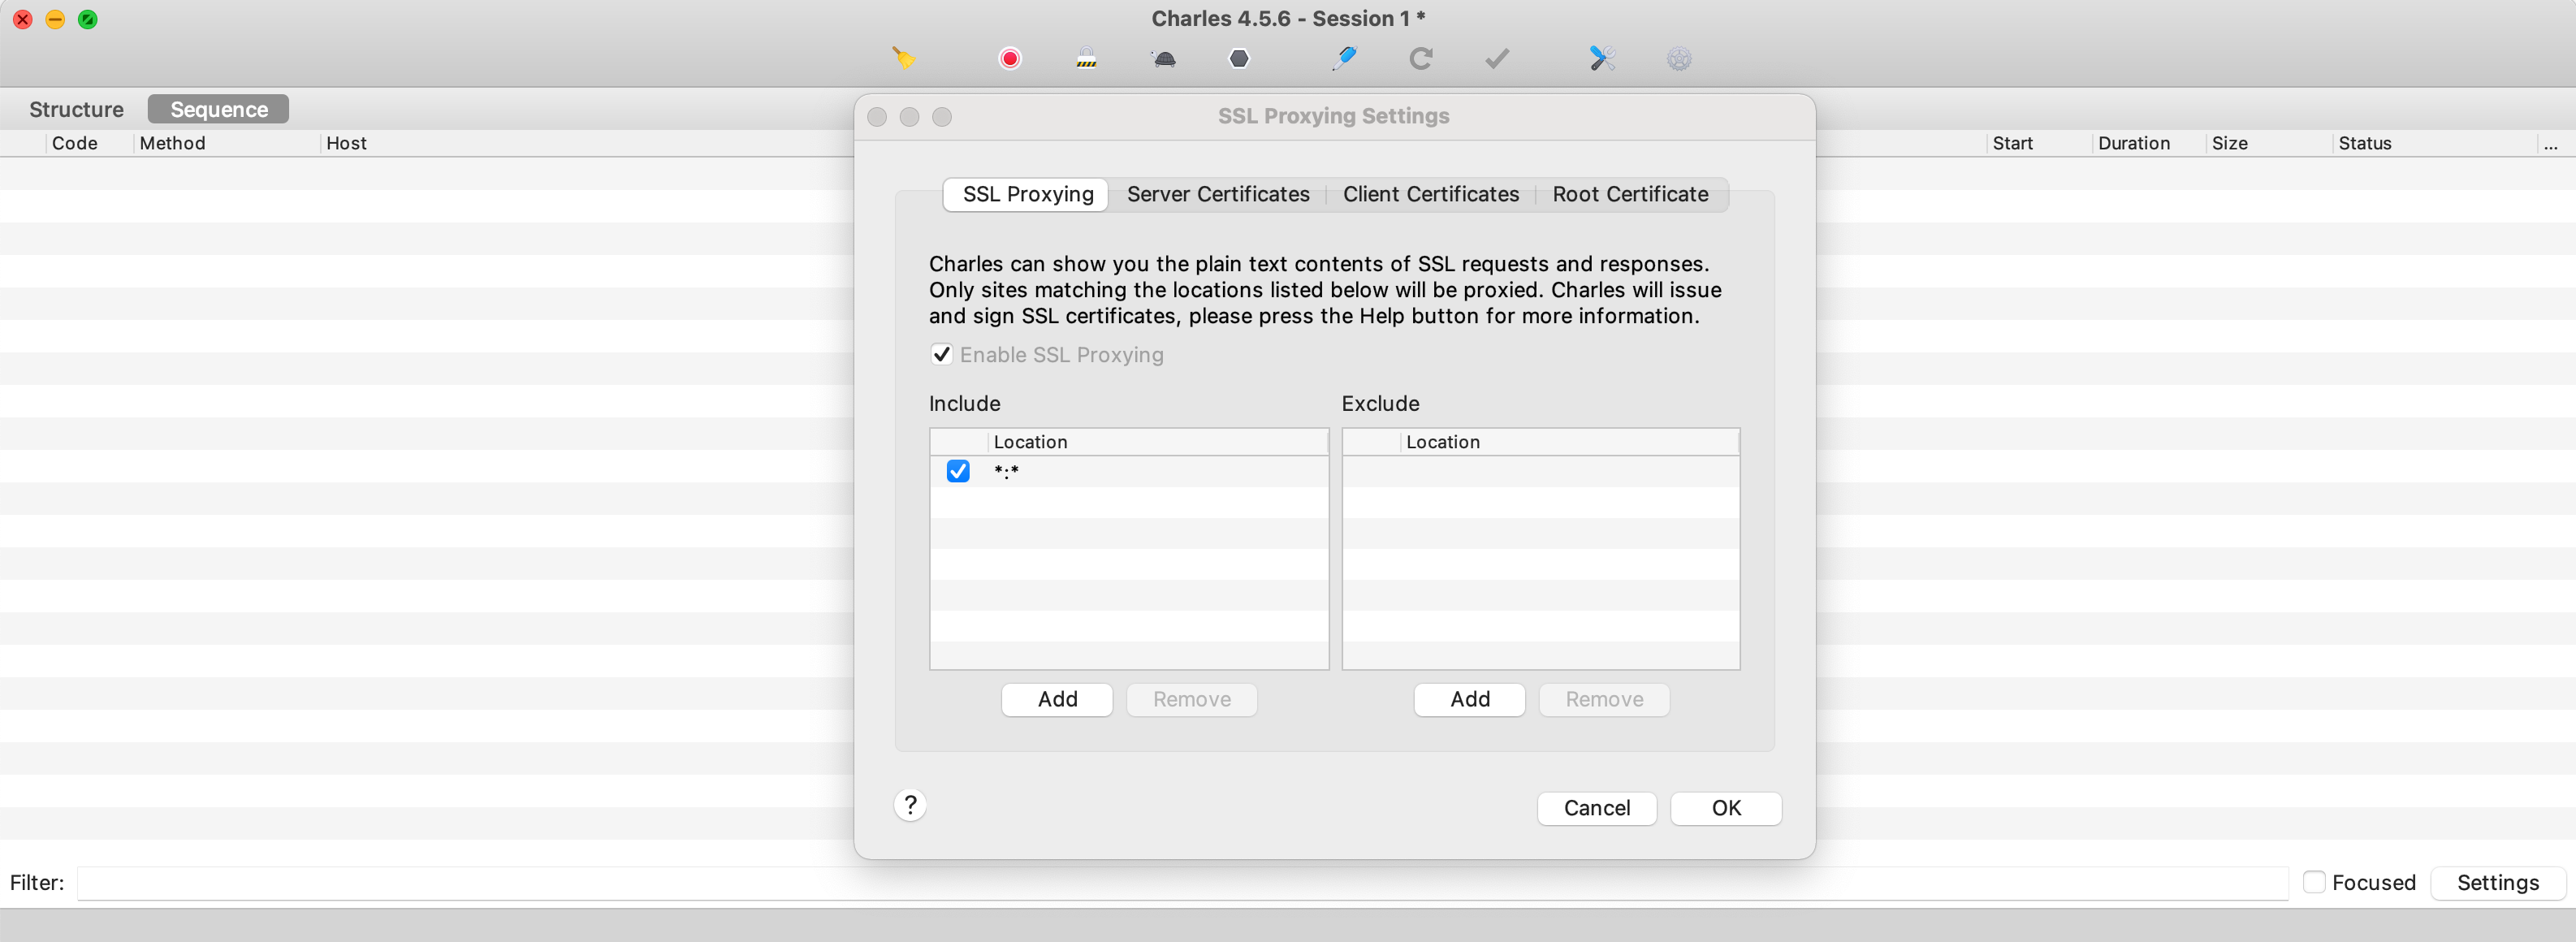 Charles 4.5.6 - Session 1 *
Structure Sequence
Code Method Host Start Duration Size Status ...
SSL Proxying Settings
SSL Proxying Server Certificates Client Certificates Root Certificate
Charles can show you the plain text contents of SSL requests and responses.
Only sites matching the locations listed below will be proxied. Charles will issue
and sign SSL certificates, please press the Help button for more information.
Enable SSL Proxying
Include Exclude
Location Location
*:*
Add Remove Add Remove
? Cancel OK
Filter: Focused Settings